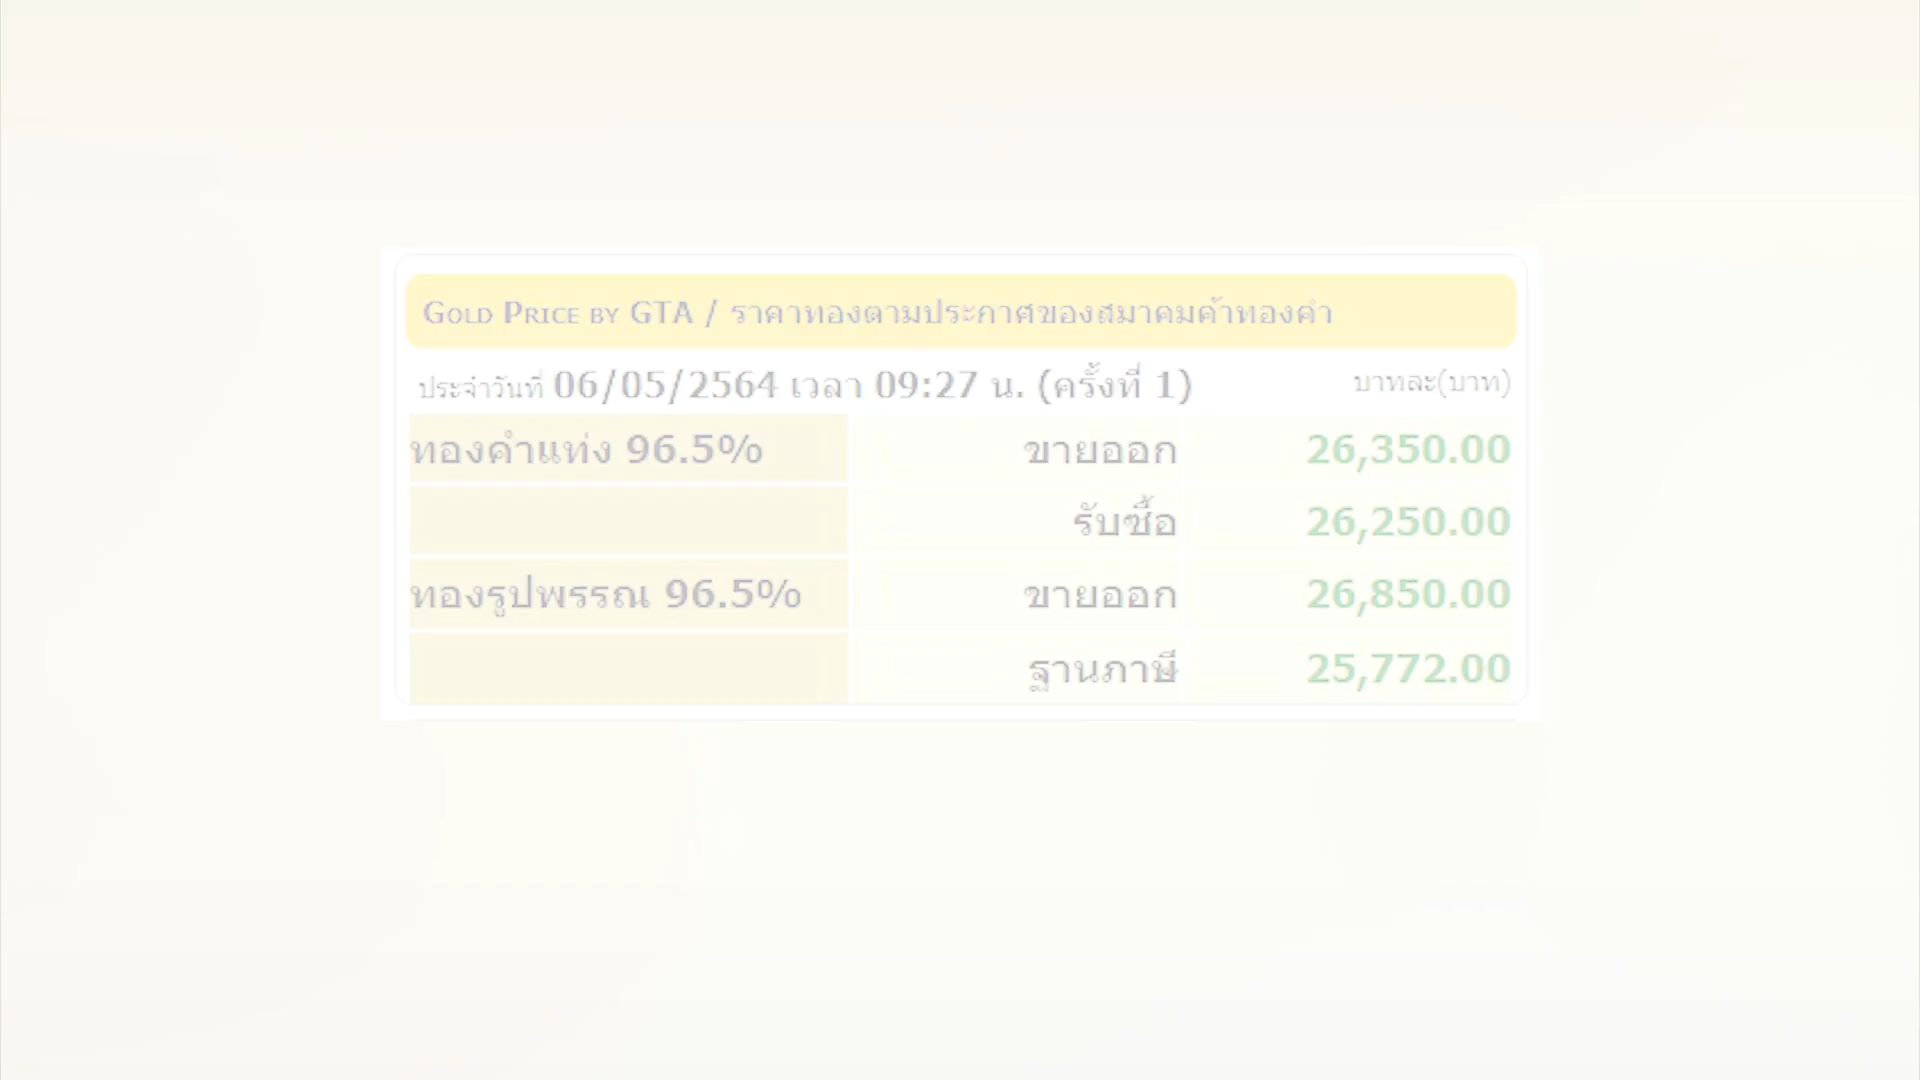 GOLD PRICE BY GTA / ราคาทองตามประกาศของสมาคมค้าทองคำ
ประจำวันที่ 06/05/2564 เวลา 09:27 น. (ครั้งที่ 1) บาทละ(บาท)
ทองคำแท่ง 96.5% ขายออก 26,350.00
รับซื้อ 26,250.00
ทองรูปพรรณ 96.5% ขายออก 26,850.00
ฐานภาษี 25,772.00